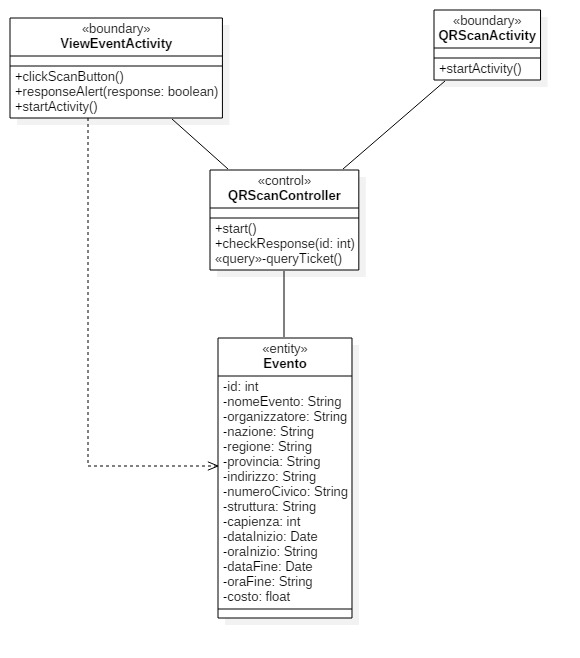 «boundary»
ViewEventActivity
+clickScanButton()
+responseAlert(response: boolean)
+startActivity()
«boundary»
QRScanActivity
+startActivity()
«control»
QRScanController
+start()
+checkResponse(id: int)
«query»-queryTicket()
«entity»
Evento
-id: int
-nomeEvento: String
-organizzatore: String
-nazione: String
-regione: String
-provincia: String
-indirizzo: String
-numeroCivico: String
-struttura: String
-capienza: int
-dataInizio: Date
-oraInizio: String
-dataFine: Date
-oraFine: String
-costo: float